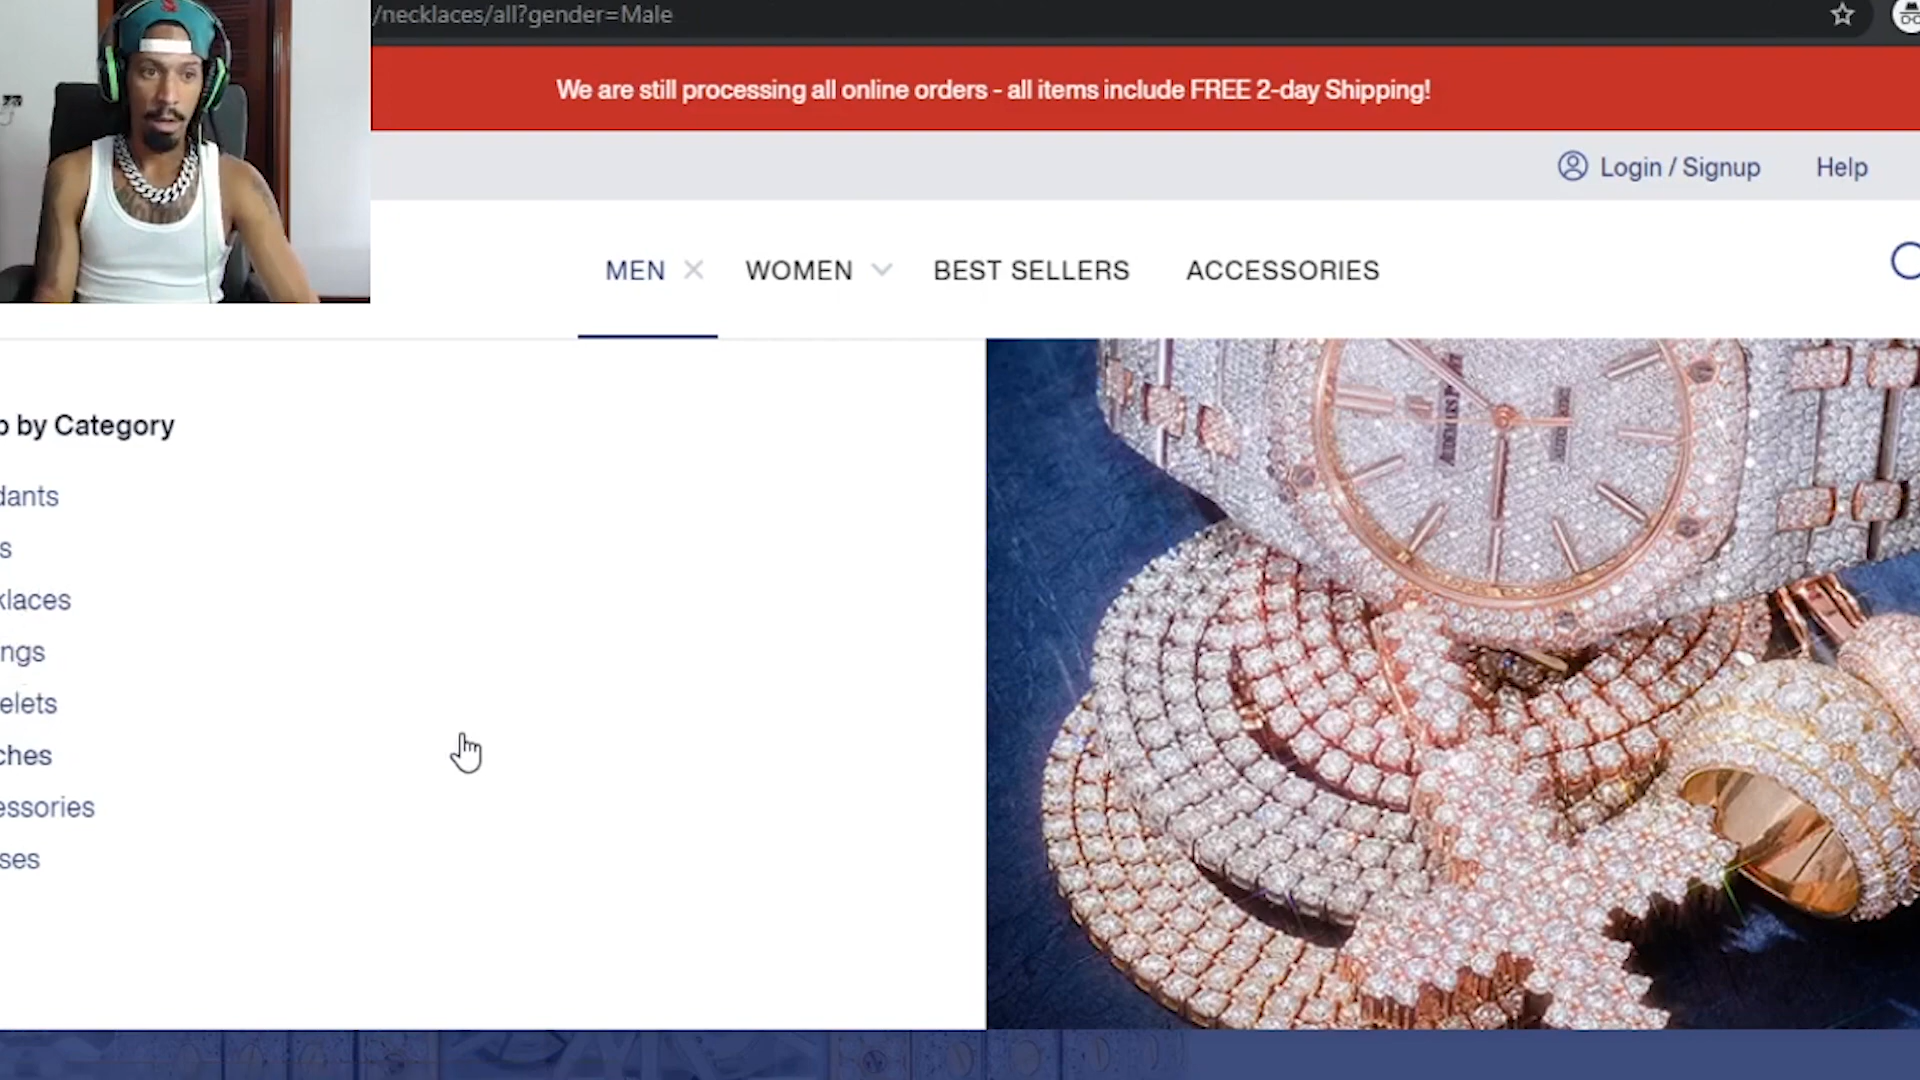 /necklaces/all?gender=Male
We are still processing all online orders - all items include FREE 2-day Shipping!
Login / Signup Help
MEN WOMEN BEST SELLERS ACCESSORIES
p by Category
dants
s
klaces
ngs
elets
ches
essories
ses